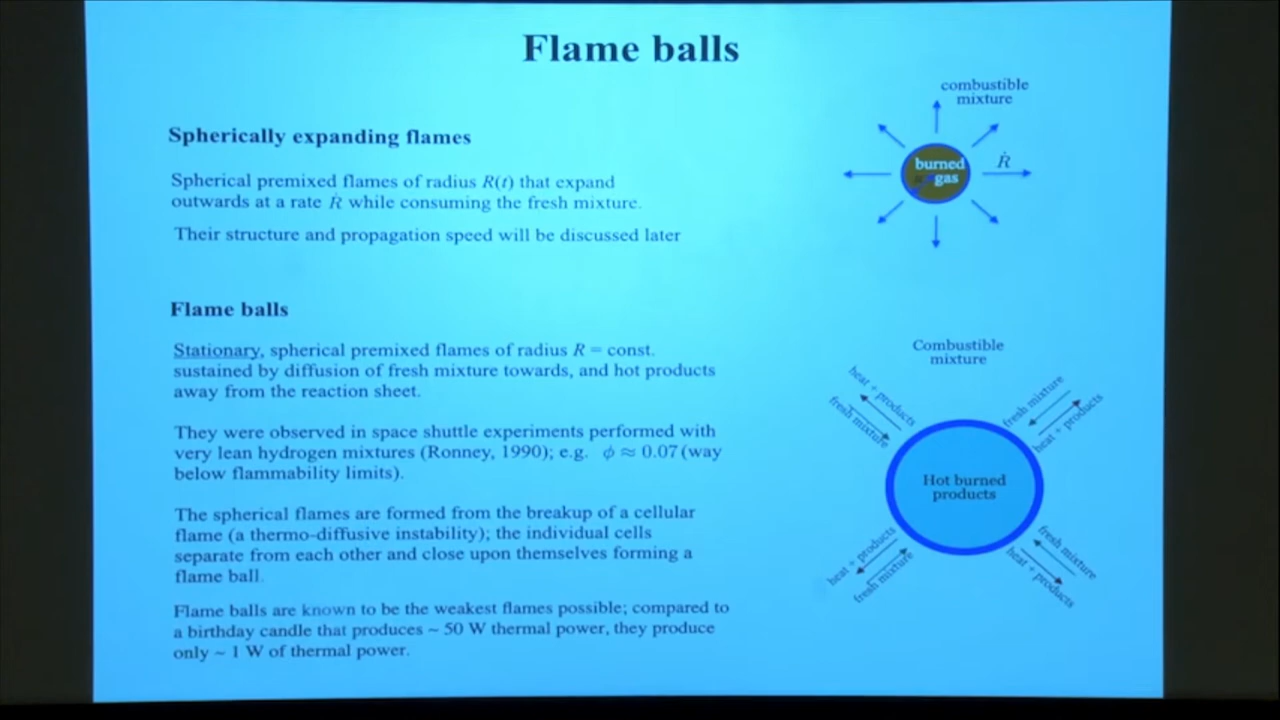 Flame balls
combustible
mixture
Spherically expanding flames
burned
gas
Ṙ
Spherical premixed flames of radius R(t) that expand
outwards at a rate Ṙ while consuming the fresh mixture.
Their structure and propagation speed will be discussed later
Flame balls
Stationary, spherical premixed flames of radius R = const.
sustained by diffusion of fresh mixture towards, and hot products
away from the reaction sheet.
They were observed in space shuttle experiments performed with
very lean hydrogen mixtures (Ronney, 1990); e.g. ϕ ≈ 0.07 (way
below flammability limits).
The spherical flames are formed from the breakup of a cellular
flame (a thermo-diffusive instability); the individual cells
separate from each other and close upon themselves forming a
flame ball.
Flame balls are known to be the weakest flames possible; compared to
a birthday candle that produces ~ 50 W thermal power, they produce
only ~ 1 W of thermal power.
Combustible
mixture
heat + products
fresh mixture
fresh mixture
heat + products
Hot burned
products
heat + products
fresh mixture
fresh mixture
heat + products